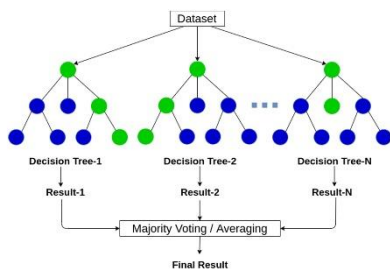 Dataset
Decision Tree-1
Decision Tree-2
Decision Tree-N
Result-1
Result-2
Result-N
Majority Voting / Averaging
Final Result